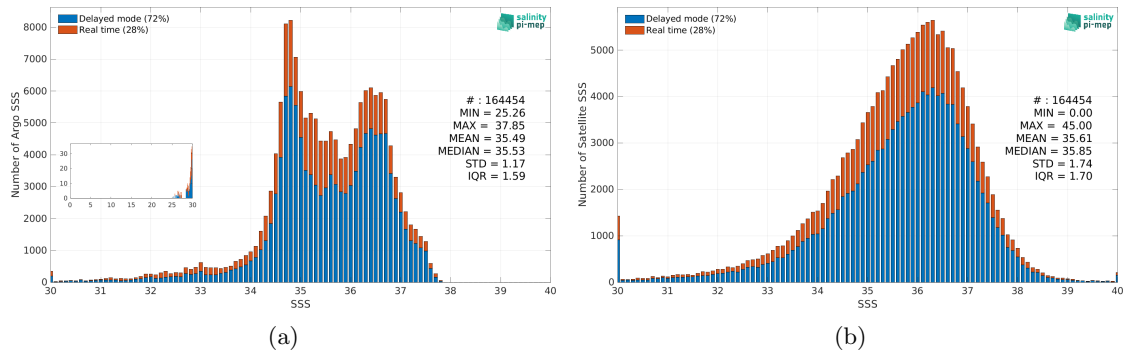 Delayed mode (72%)
Real time (28%)
salinity
pi-mep
Number of Argo SSS
8000
7000
6000
5000
4000
3000
2000
1000
0
# : 164454
MIN = 25.26
MAX = 37.85
MEAN = 35.49
MEDIAN = 35.53
STD = 1.17
IQR = 1.59
30
20
10
0
0 5 10 15 20 25 30
30 31 32 33 34 35 36 37 38 39 40
SSS
(a)
Delayed mode (72%)
Real time (28%)
salinity
pi-mep
Number of Satellite SSS
5000
4000
3000
2000
1000
0
# : 164454
MIN = 0.00
MAX = 45.00
MEAN = 35.61
MEDIAN = 35.85
STD = 1.74
IQR = 1.70
30 31 32 33 34 35 36 37 38 39 40
SSS
(b)